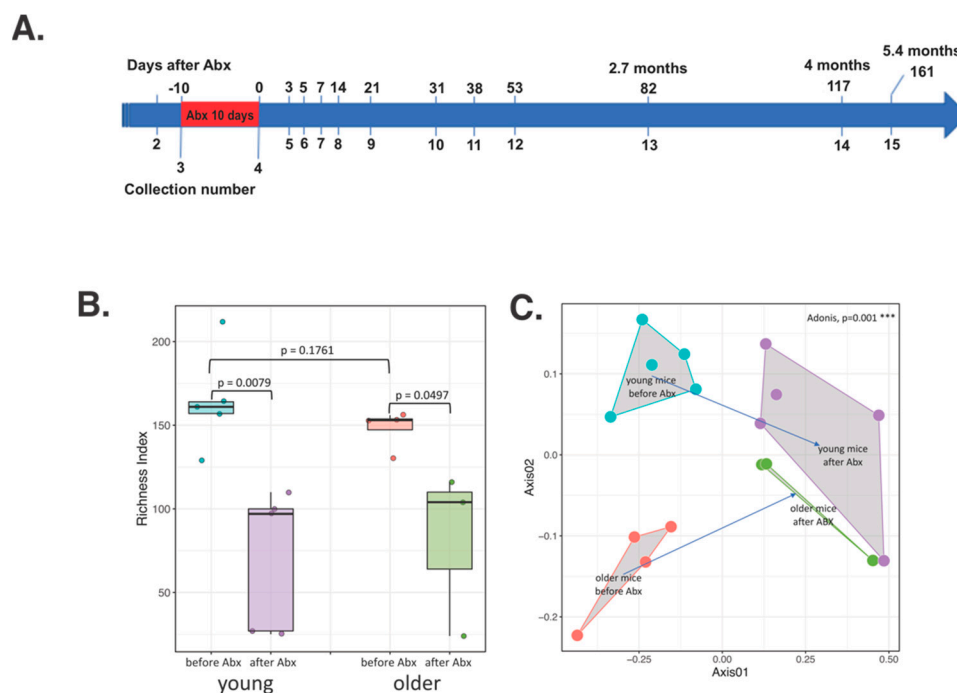 A.
Days after Abx
-10 0 3 5 7 14 21 31 38 53 2.7 months 82 4 months 117 5.4 months 161
Abx 10 days
2 3 4 5 6 7 8 9 10 11 12 13 14 15
Collection number
B.
Richness Index
200
150
100
50
p = 0.1761
p = 0.0079
p = 0.0497
before Abx after Abx before Abx after Abx
young older
C.
Adonis, p=0.001 ***
Axis02
0.1
0.0
−0.1
−0.2
young mice
before Abx
young mice
after Abx
older mice
after ABX
older mice
before Abx
−0.25 0.00 0.25 0.50
Axis01